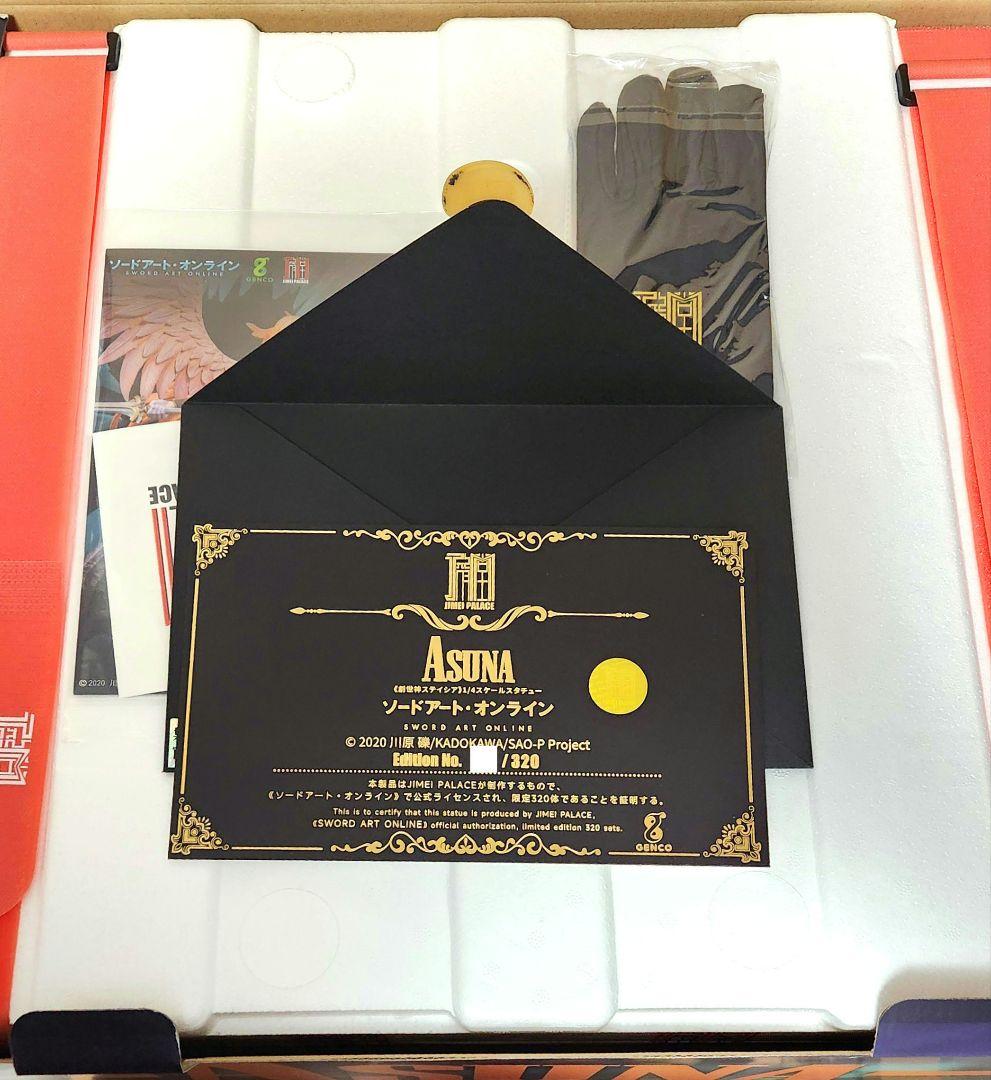 ソードアート・オンライン
SWORD ART ONLINE
GENCO
JIMEI PALACE
© 2020
JIMEI PALACE
ASUNA
《創世神ステイシア》1/4スケールスタチュー
ソードアート・オンライン
SWORD ART ONLINE
© 2020 川原 礫/KADOKAWA/SAO-P Project
Edition No. / 320
本製品はJIMEI PALACEが制作するもので、
《ソードアート・オンライン》で公式ライセンスされ、限定320体であることを証明する。
This is to certify that this statue is produced by JIMEI PALACE,
《SWORD ART ONLINE》 official authorization, limited edition 320 sets.
GENCO